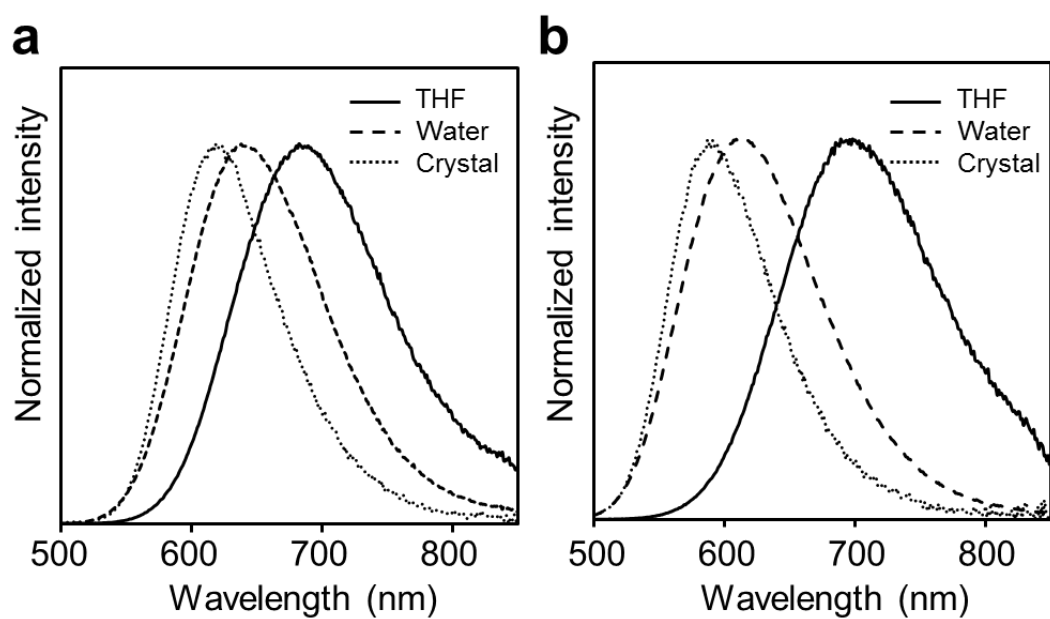 a
Normalized intensity
THF
Water
Crystal
500 600 700 800
Wavelength (nm)
b
Normalized intensity
THF
Water
Crystal
500 600 700 800
Wavelength (nm)